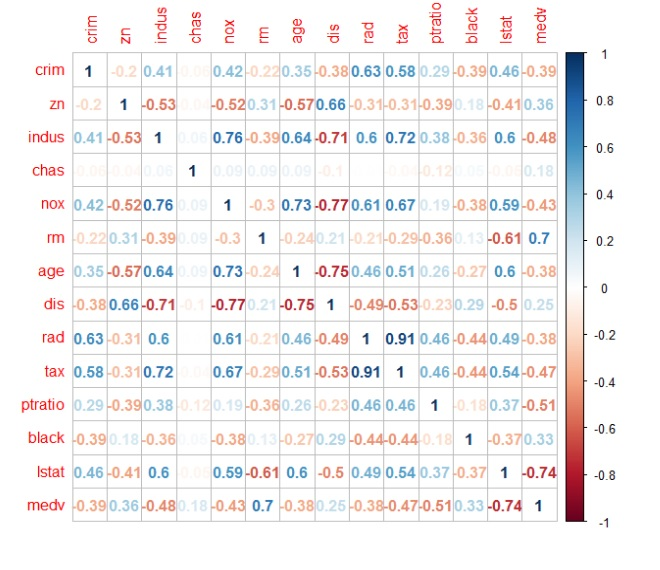 crim zn indus chas nox rm age dis rad tax ptratio black lstat medv
crim 1 -0.2 0.41 0.42 -0.22 0.35 -0.38 0.63 0.58 0.29 -0.39 0.46 -0.39
zn -0.2 1 -0.53 -0.52 0.31 -0.57 0.66 -0.31 -0.31 -0.39 0.18 -0.41 0.36
indus 0.41 -0.53 1 0.06 0.76 -0.39 0.64 -0.71 0.6 0.72 0.38 -0.36 0.6 -0.48
chas 0.06 1 0.09 0.09 0.09 -0.1 -0.12 0.18
nox 0.42 -0.52 0.76 0.09 1 -0.3 0.73 -0.77 0.61 0.67 0.19 -0.38 0.59 -0.43
rm -0.22 0.31 -0.39 0.09 -0.3 1 -0.24 0.21 -0.21 -0.29 -0.36 0.13 -0.61 0.7
age 0.35 -0.57 0.64 0.09 0.73 -0.24 1 -0.75 0.46 0.51 0.26 -0.27 0.6 -0.38
dis -0.38 0.66 -0.71 -0.1 -0.77 0.21 -0.75 1 -0.49 -0.53 -0.23 0.29 -0.5 0.25
rad 0.63 -0.31 0.6 0.61 -0.21 0.46 -0.49 1 0.91 0.46 -0.44 0.49 -0.38
tax 0.58 -0.31 0.72 0.67 -0.29 0.51 -0.53 0.91 1 0.46 -0.44 0.54 -0.47
ptratio 0.29 -0.39 0.38 -0.12 0.19 -0.36 0.26 -0.23 0.46 0.46 1 -0.18 0.37 -0.51
black -0.39 0.18 -0.36 -0.38 0.13 -0.27 0.29 -0.44 -0.44 -0.18 1 -0.37 0.33
lstat 0.46 -0.41 0.6 0.59 -0.61 0.6 -0.5 0.49 0.54 0.37 -0.37 1 -0.74
medv -0.39 0.36 -0.48 0.18 -0.43 0.7 -0.38 0.25 -0.38 -0.47 -0.51 0.33 -0.74 1
1
0.8
0.6
0.4
0.2
0
-0.2
-0.4
-0.6
-0.8
-1